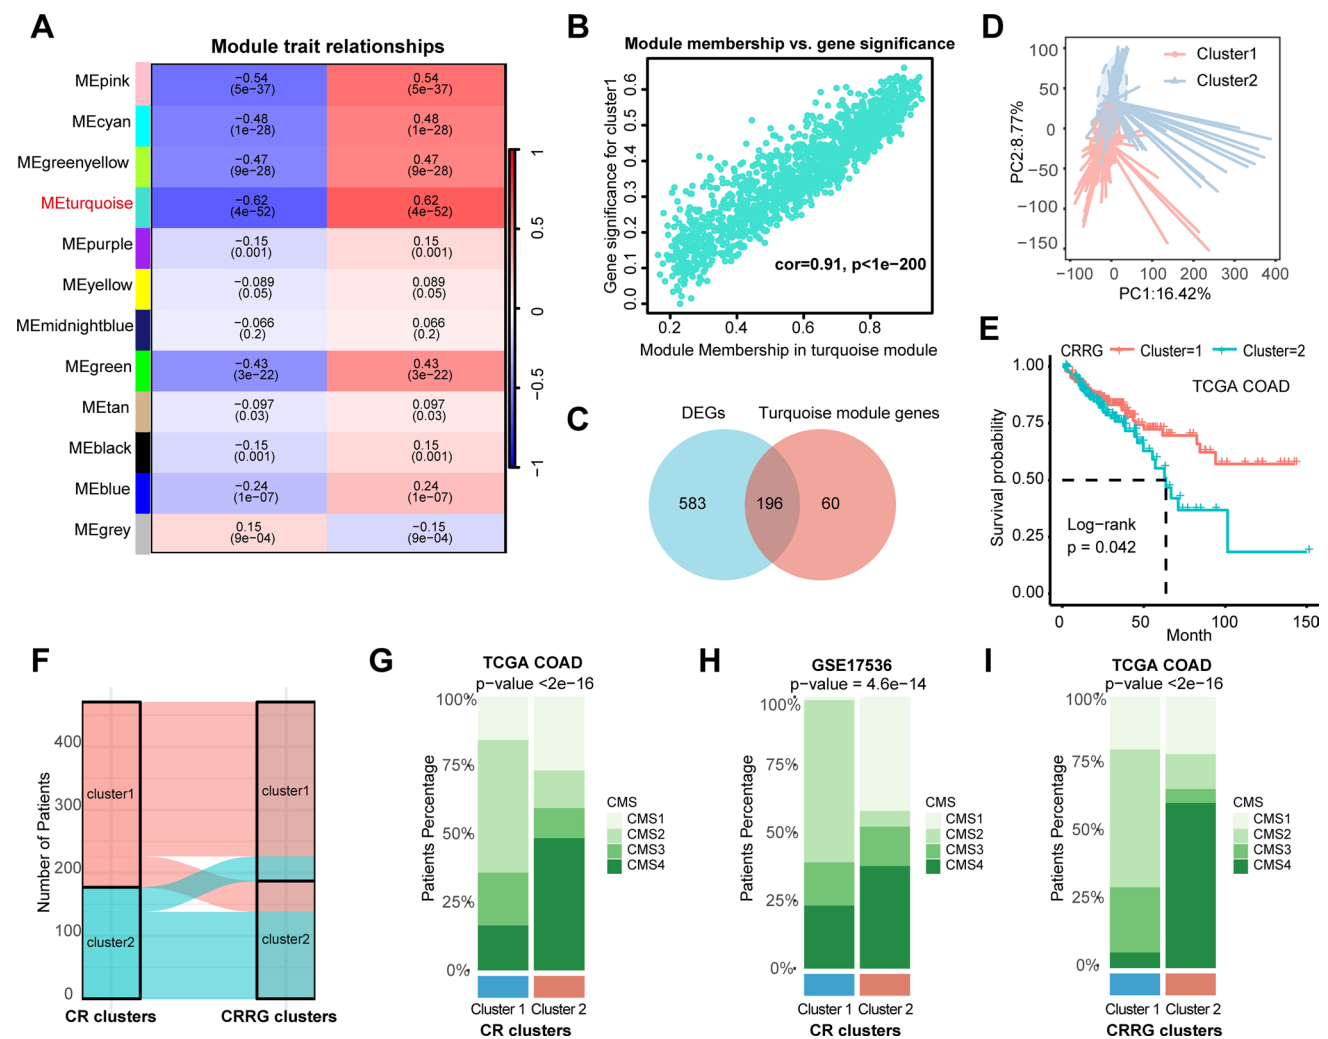 A
Module trait relationships
MEpink
−0.54
(5e−37)
0.54
(5e−37)
MEcyan
−0.48
(1e−28)
0.48
(1e−28)
MEgreenyellow
−0.47
(9e−28)
0.47
(9e−28)
MEturquoise
−0.62
(4e−52)
0.62
(4e−52)
MEpurple
−0.15
(0.001)
0.15
(0.001)
MEyellow
−0.089
(0.05)
0.089
(0.05)
MEmidnightblue
−0.066
(0.2)
0.066
(0.2)
MEgreen
−0.43
(3e−22)
0.43
(3e−22)
MEtan
−0.097
(0.03)
0.097
(0.03)
MEblack
−0.15
(0.001)
0.15
(0.001)
MEblue
−0.24
(1e−07)
0.24
(1e−07)
MEgrey
0.15
(9e−04)
−0.15
(9e−04)
1
0.5
0
−0.5
−1
B
Module membership vs. gene significance
Gene significance for cluster1
0.6
0.5
0.4
0.3
0.2
0.1
0.0
cor=0.91, p<1e−200
0.2
0.4
0.6
0.8
Module Membership in turquoise module
C
DEGs
Turquoise module genes
583
196
60
D
Cluster1
Cluster2
PC2:8.77%
100
50
0
−50
−100
−150
−100
0
100
200
300
400
PC1:16.42%
E
CRRG
Cluster=1
Cluster=2
TCGA COAD
Survival probability
1.00
0.75
0.50
0.25
0.00
Log−rank
p = 0.042
0
50
100
150
Month
F
Number of Patients
400
300
200
100
0
cluster1
cluster2
cluster1
cluster2
CR clusters
CRRG clusters
G
TCGA COAD
p−value <2e−16
Patients Percentage
100%
75%
50%
25%
0%
CMS
CMS1
CMS2
CMS3
CMS4
Cluster 1
Cluster 2
CR clusters
H
GSE17536
p−value = 4.6e−14
Patients Percentage
100%
75%
50%
25%
0%
CMS
CMS1
CMS2
CMS3
CMS4
Cluster 1
Cluster 2
CR clusters
I
TCGA COAD
p−value <2e−16
Patients Percentage
100%
75%
50%
25%
0%
CMS
CMS1
CMS2
CMS3
CMS4
Cluster 1
Cluster 2
CRRG clusters